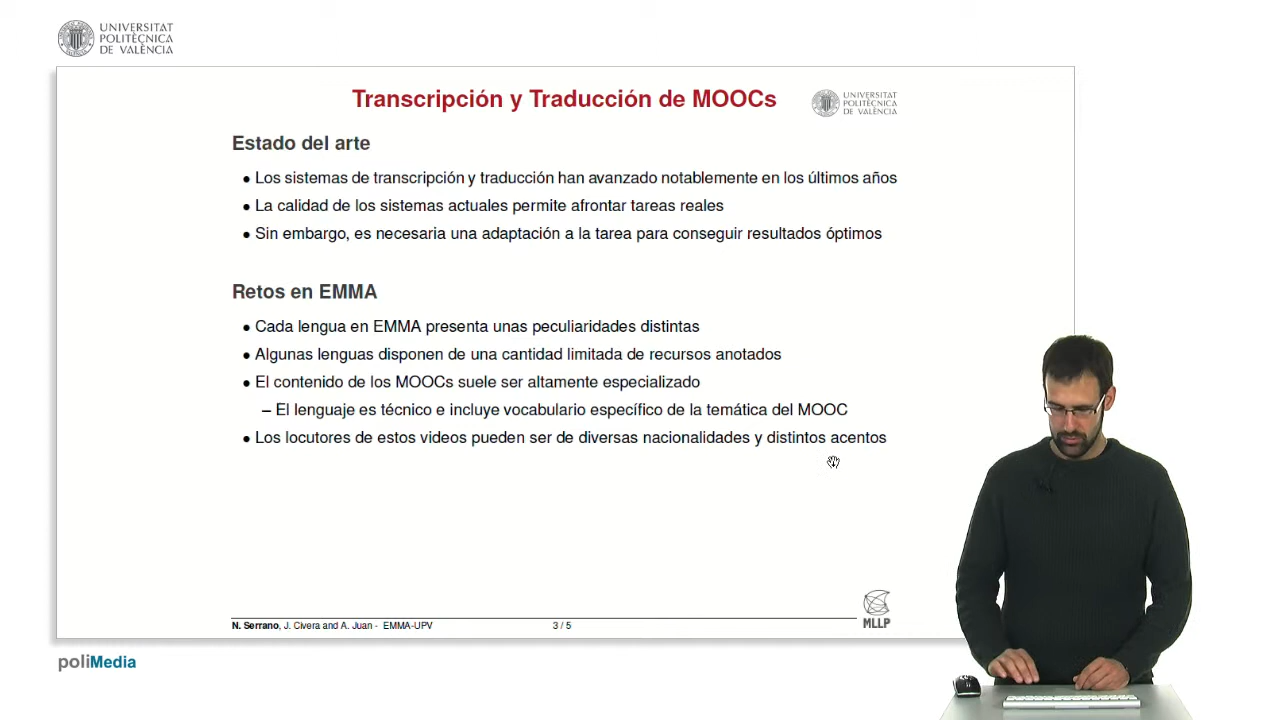 UNIVERSITAT
POLITÈCNICA
DE VALÈNCIA
Transcripción y Traducción de MOOCs
UNIVERSITAT
POLITÈCNICA
DE VALÈNCIA
Estado del arte
• Los sistemas de transcripción y traducción han avanzado notablemente en los últimos años
• La calidad de los sistemas actuales permite afrontar tareas reales
• Sin embargo, es necesaria una adaptación a la tarea para conseguir resultados óptimos
Retos en EMMA
• Cada lengua en EMMA presenta unas peculiaridades distintas
• Algunas lenguas disponen de una cantidad limitada de recursos anotados
• El contenido de los MOOCs suele ser altamente especializado
– El lenguaje es técnico e incluye vocabulario específico de la temática del MOOC
• Los locutores de estos videos pueden ser de diversas nacionalidades y distintos acentos
N. Serrano, J. Civera and A. Juan - EMMA-UPV
3 / 5
MLLP
poliMedia